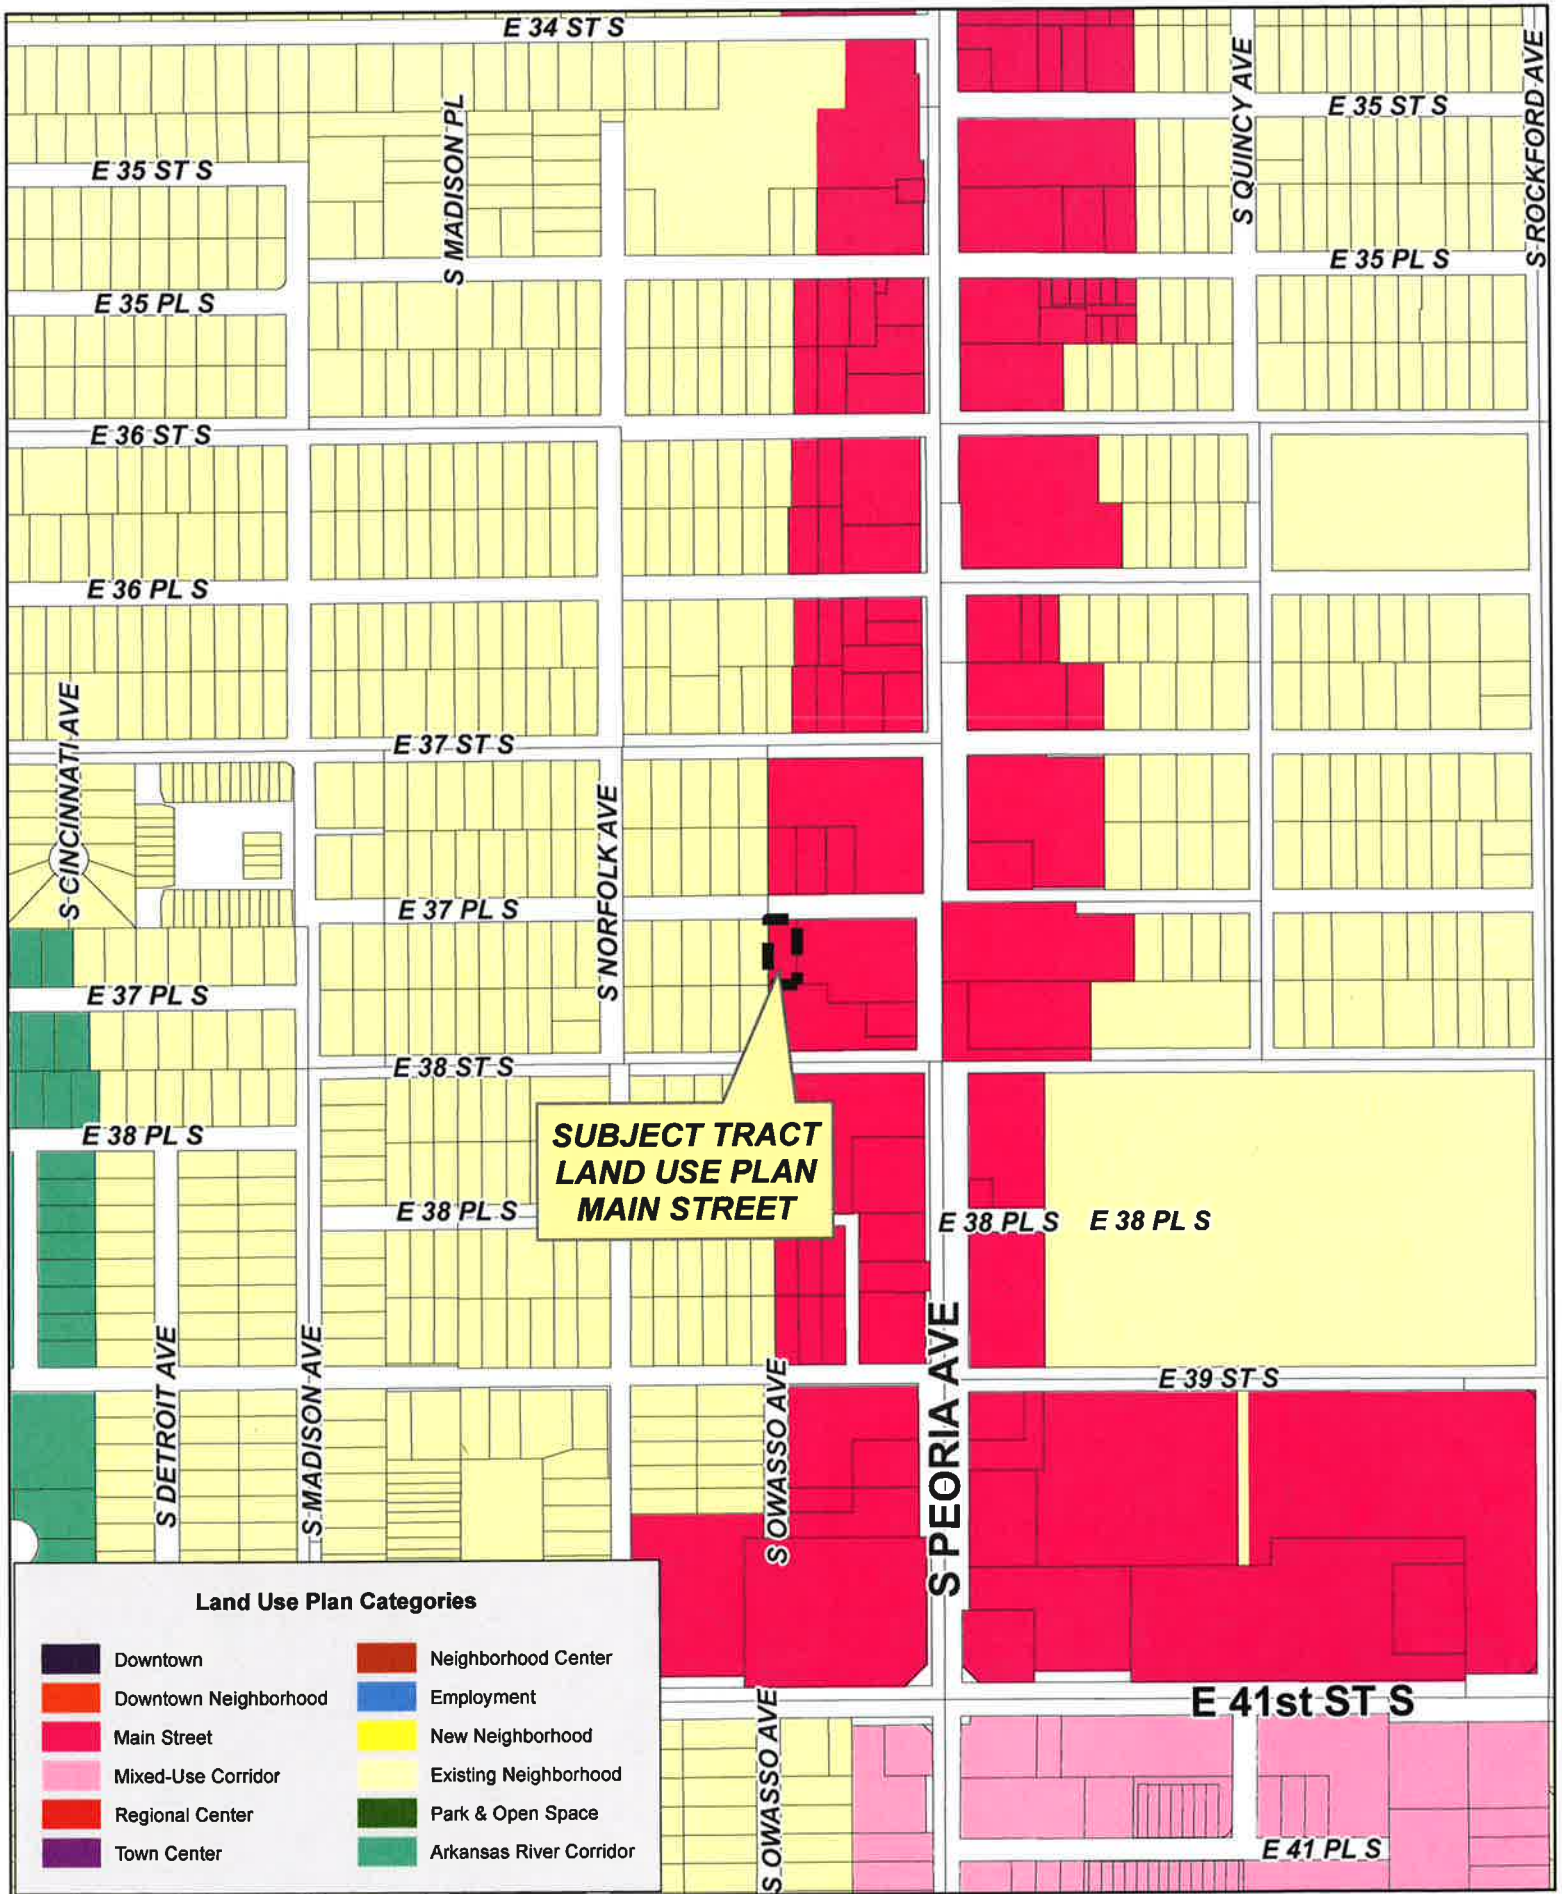 E 34 ST S
S QUINCY AVE
S ROCKFORD AVE
E 35 ST S
S MADISON PL
E 35 ST S
E 35 PL S
E 35 PL S
E 36 ST S
E 36 PL S
S CINCINNATI AVE
E 37 ST S
S NORFOLK AVE
E 37 PL S
E 37 PL S
E 38 ST S
SUBJECT TRACT
LAND USE PLAN
MAIN STREET
E 38 PL S
E 38 PL S
E 38 PL S
E 38 PL S
S PEORIA AVE
S DETROIT AVE
S MADISON AVE
S OWASSO AVE
E 39 ST S
Land Use Plan Categories
Downtown
Downtown Neighborhood
Main Street
Mixed-Use Corridor
Regional Center
Town Center
Neighborhood Center
Employment
New Neighborhood
Existing Neighborhood
Park & Open Space
Arkansas River Corridor
E 41st ST S
S OWASSO AVE
E 41 PL S